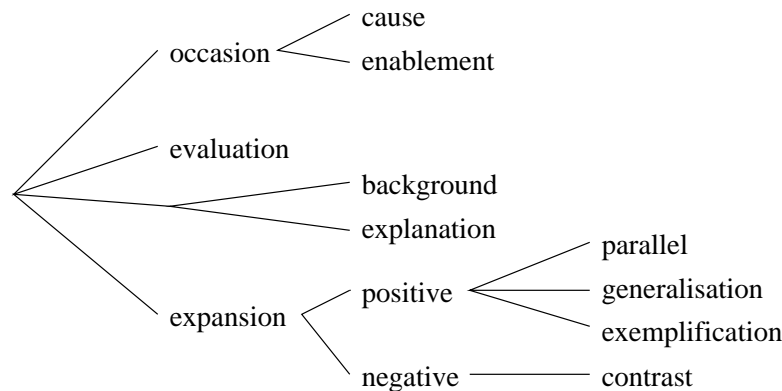 cause
occasion
enablement
evaluation
background
explanation
parallel
positive
generalisation
expansion
exemplification
negative
contrast